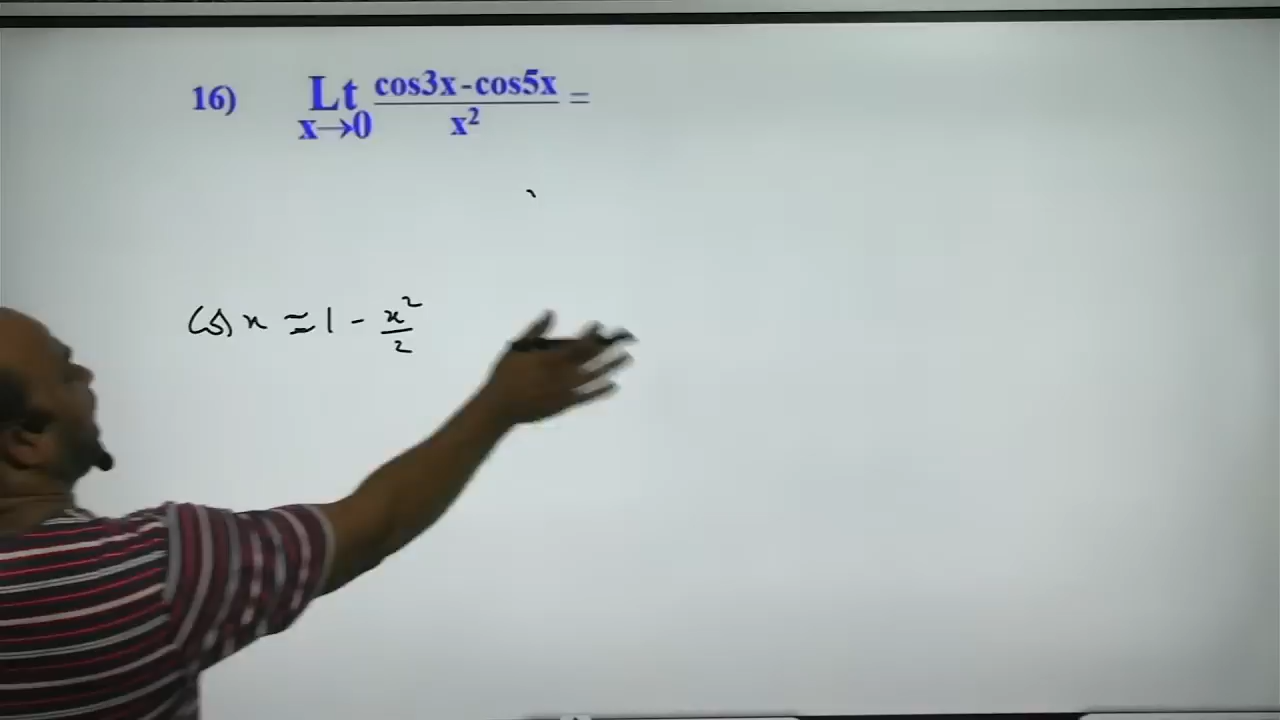 16) Lt x→0 cos3x-cos5x / x² =
cos x ≈ 1 - x²/2